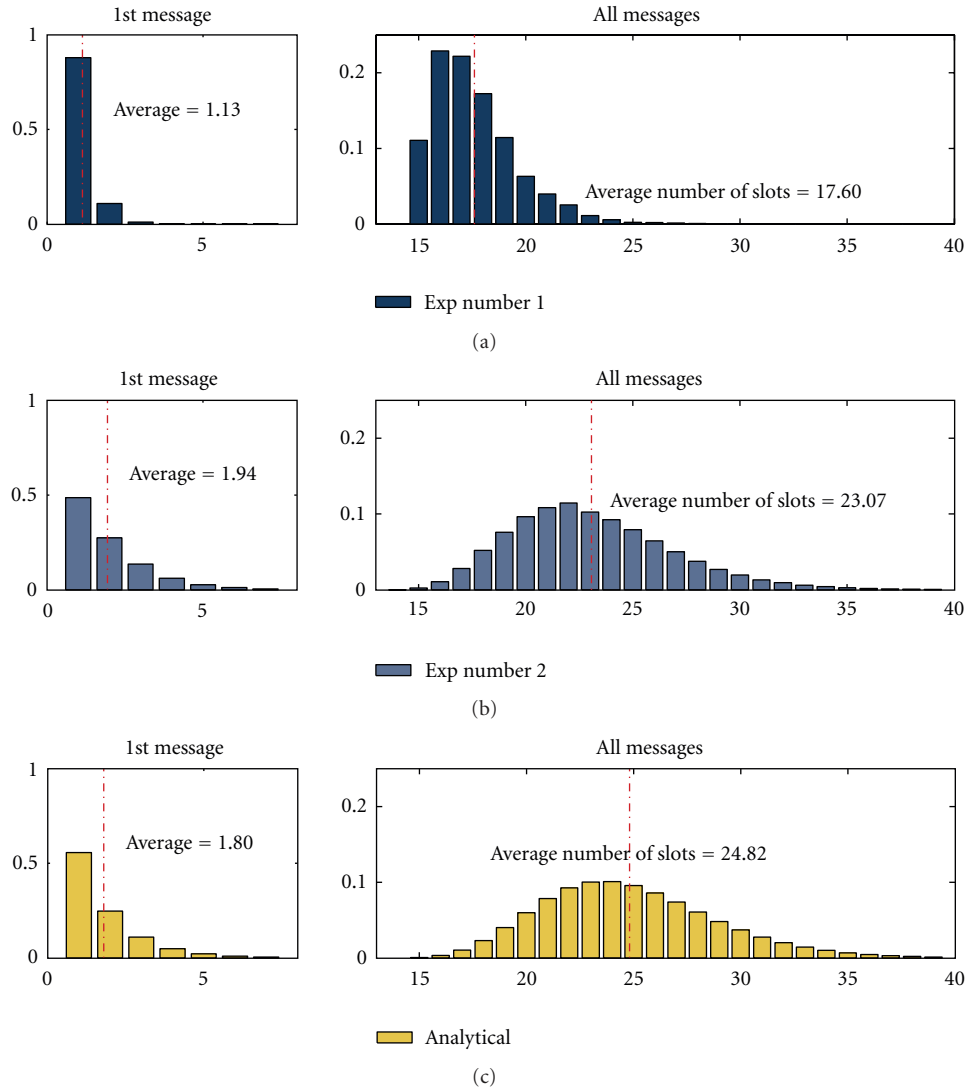 1st message
All messages
1
0.5
0
0
5
Average = 1.13
0.2
0.1
0
15
20
25
30
35
40
Average number of slots = 17.60
Exp number 1
(a)
1st message
All messages
1
0.5
0
0
5
Average = 1.94
0.2
0.1
0
15
20
25
30
35
40
Average number of slots = 23.07
Exp number 2
(b)
1st message
All messages
1
0.5
0
0
5
Average = 1.80
0.2
0.1
0
15
20
25
30
35
40
Average number of slots = 24.82
Analytical
(c)